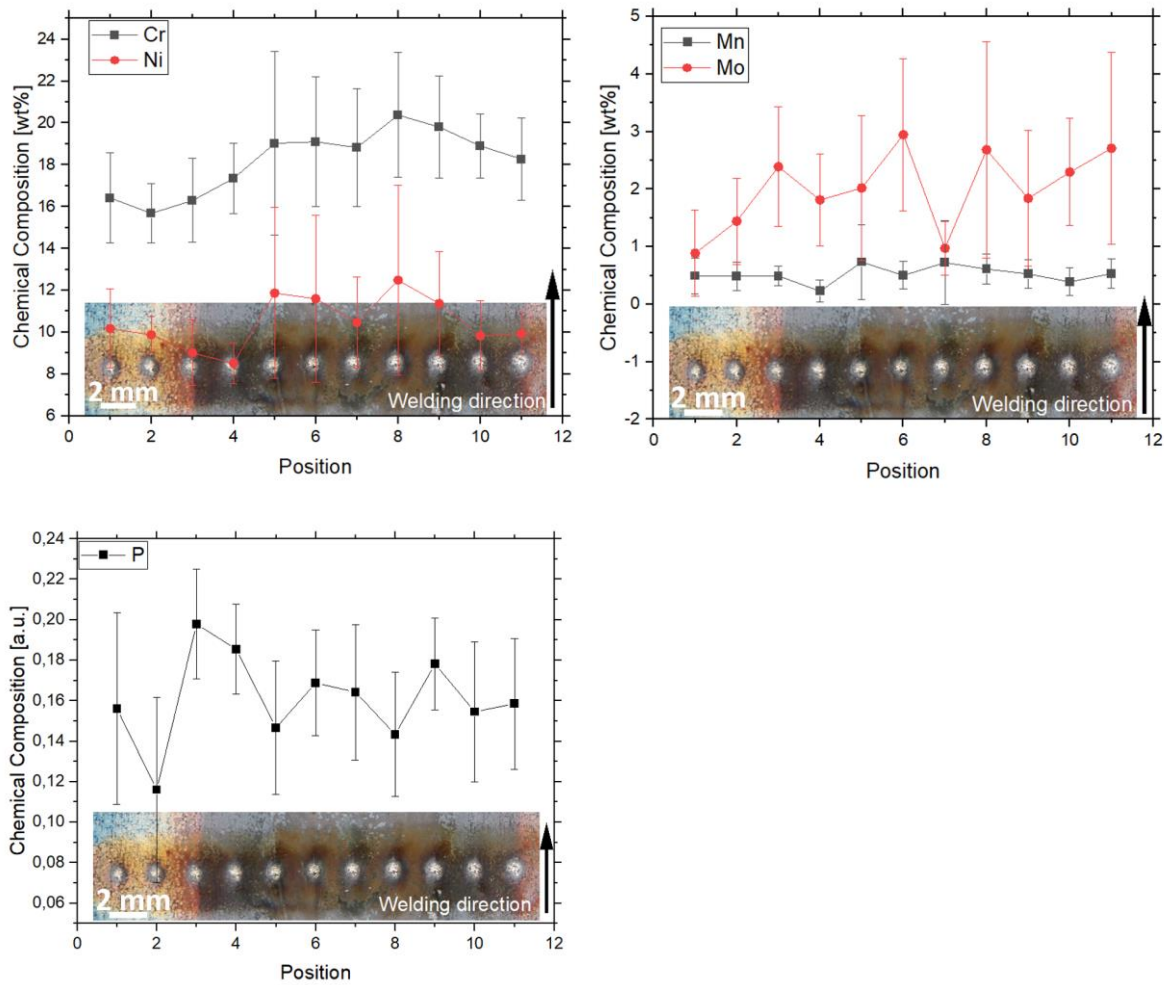 Cr
Ni
24
22
20
18
16
14
12
10
8
6
Chemical Composition [wt%]
2 mm
Welding direction
0 2 4 6 8 10 12
Position
Mn
Mo
5
4
3
2
1
0
-1
-2
Chemical Composition [wt%]
2 mm
Welding direction
0 2 4 6 8 10 12
Position
P
0,24
0,22
0,20
0,18
0,16
0,14
0,12
0,10
0,08
0,06
Chemical Composition [a.u.]
2 mm
Welding direction
0 2 4 6 8 10 12
Position